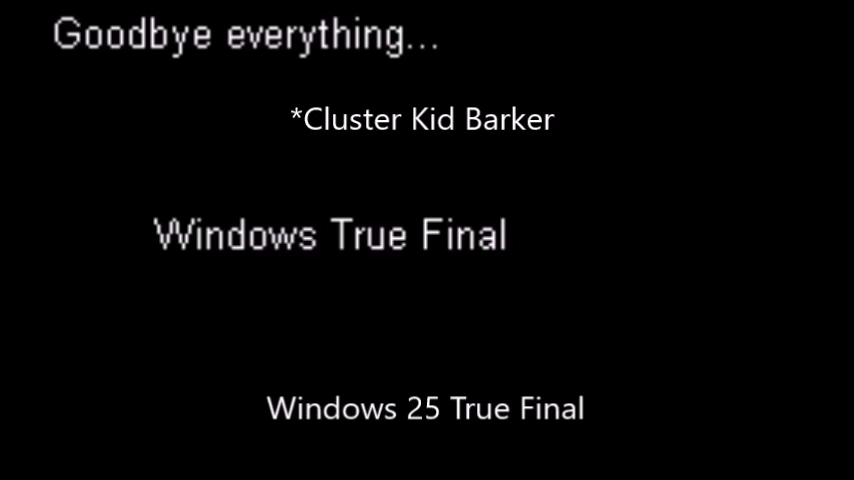 Goodbye everything...
*Cluster Kid Barker
Windows True Final
Windows 25 True Final